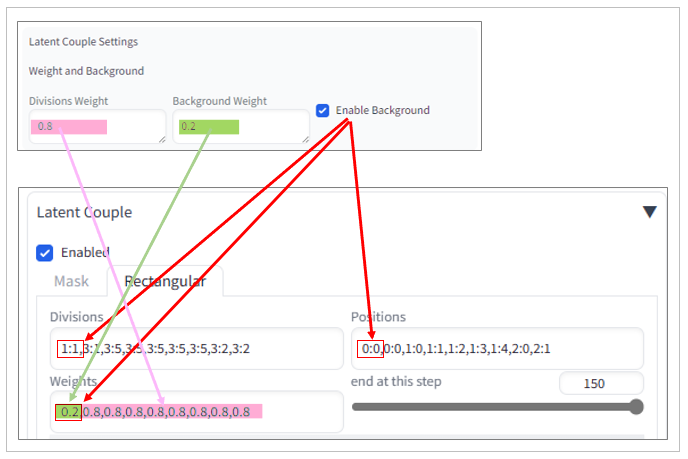 Latent Couple Settings
Weight and Background
Divisions Weight Background Weight
0.8 0.2 Enable Background
Latent Couple
Enabled
Mask Rectangular
Divisions Positions
1:1,3:1,3:5,3:5,3:5,3:5,3:5,3:2,3:2 0:0,0:0,1:0,1:1,1:2,1:3,1:4,2:0,2:1
Weights end at this step 150
0.2,0.8,0.8,0.8,0.8,0.8,0.8,0.8,0.8